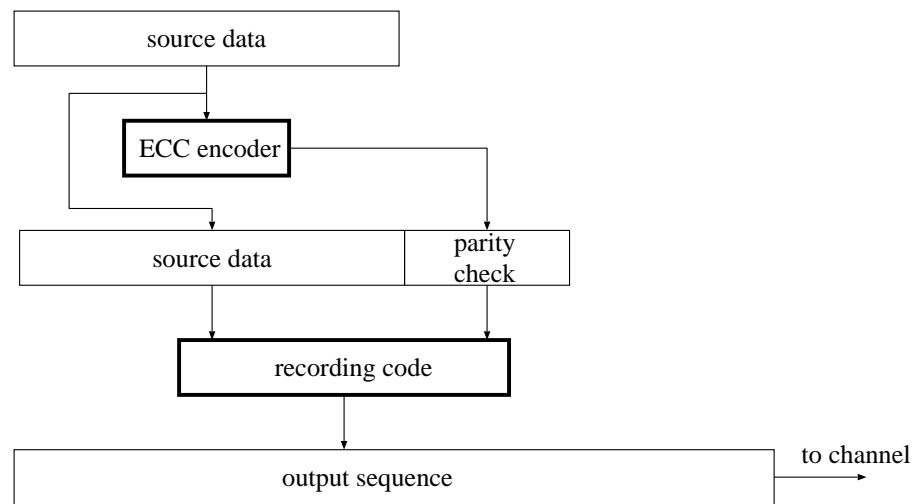 source data
ECC encoder
source data
parity
check
recording code
output sequence
to channel